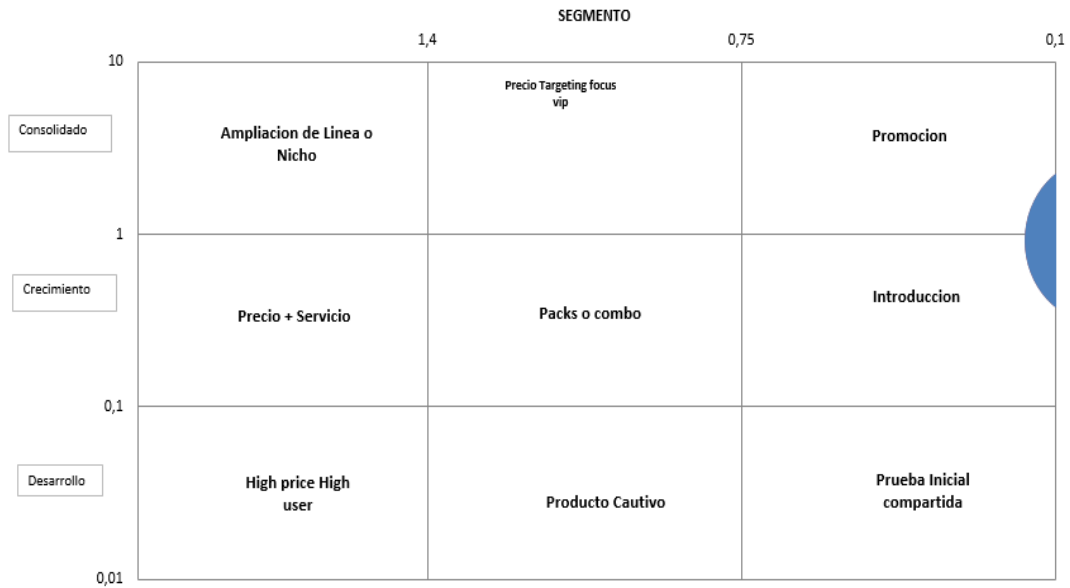 SEGMENTO
1,4
0,75
0,1
10
Consolidado
Ampliacion de Linea o
Nicho
Precio Targeting focus
vip
Promocion
1
Crecimiento
Precio + Servicio
Packs o combo
Introduccion
0,1
Desarrollo
High price High
user
Producto Cautivo
Prueba Inicial
compartida
0,01